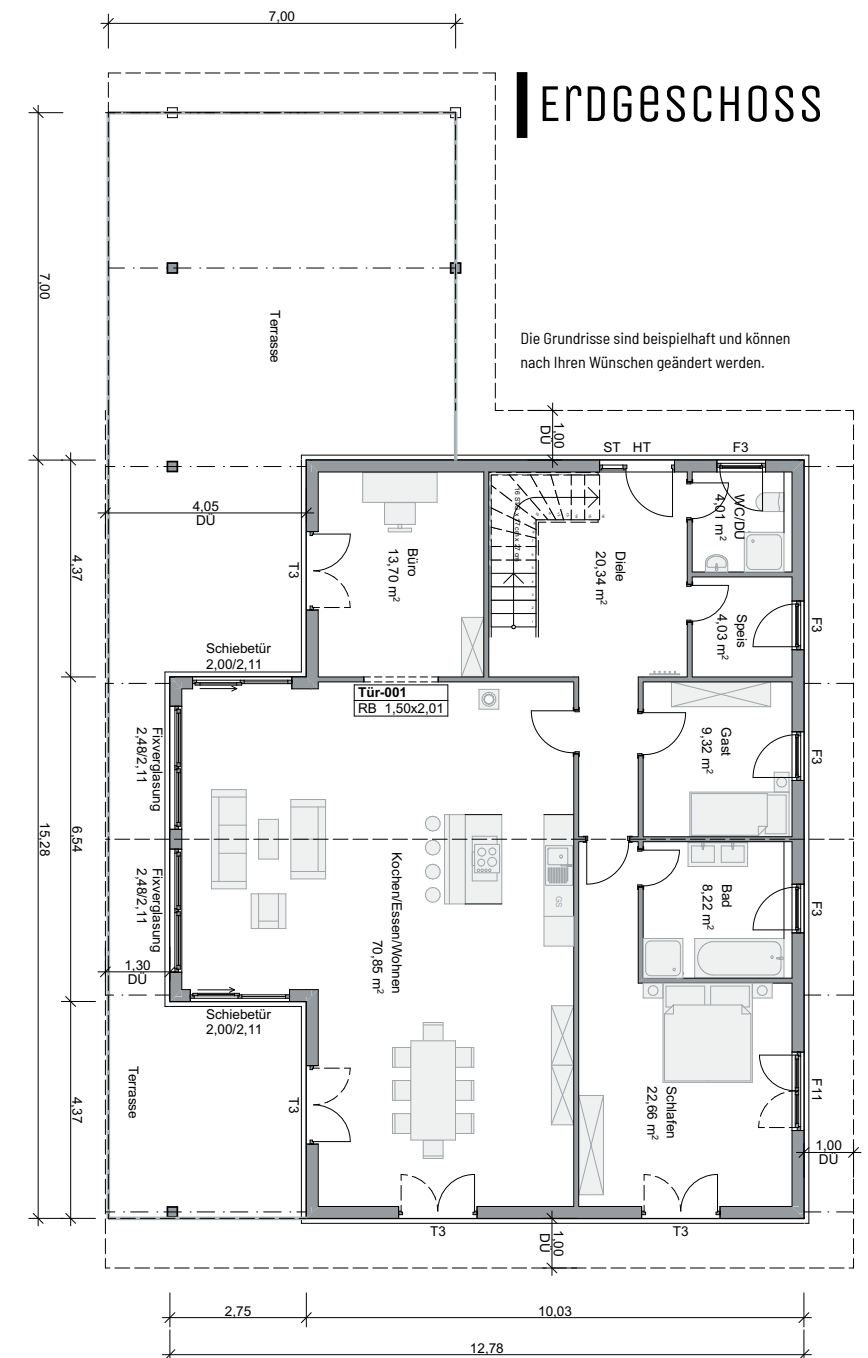 7,00
ERDGESCHOSS
7,00
Terrasse
Die Grundrisse sind beispielhaft und können
nach Ihren Wünschen geändert werden.
1,00
DÜ
ST HT F3
4,05
DÜ
4,37
T3
Büro
13,70 m²
Diele
20,34 m²
WC/DU
4,01 m²
Speis
4,03 m²
F3
Schiebetür
2,00/2,11
Tür-001
RB 1,50x2,01
Fixverglasung
2,48/2,11
Gast
9,32 m²
F3
15,28
6,54
Fixverglasung
2,48/2,11
Kochen/Essen/Wohnen
70,85 m²
GS
Bad
8,22 m²
F3
1,30
DÜ
Schiebetür
2,00/2,11
Terrasse
4,37
T3
Schlafen
22,66 m²
F11
1,00
DÜ
T3
T3
1,00
DÜ
2,75
10,03
12,78